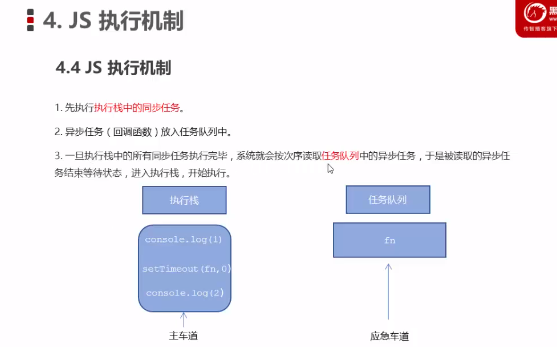 4. JS 执行机制
黑
传智播客旗下
4.4 JS 执行机制
1. 先执行执行栈中的同步任务。
2. 异步任务（回调函数）放入任务队列中。
3. 一旦执行栈中的所有同步任务执行完毕，系统就会按次序读取任务队列中的异步任务，于是被读取的异步任
务结束等待状态，进入执行栈，开始执行。
执行栈
任务队列
console.log(1)
fn
setTimeout(fn,0)
console.log(2)
主车道
应急车道